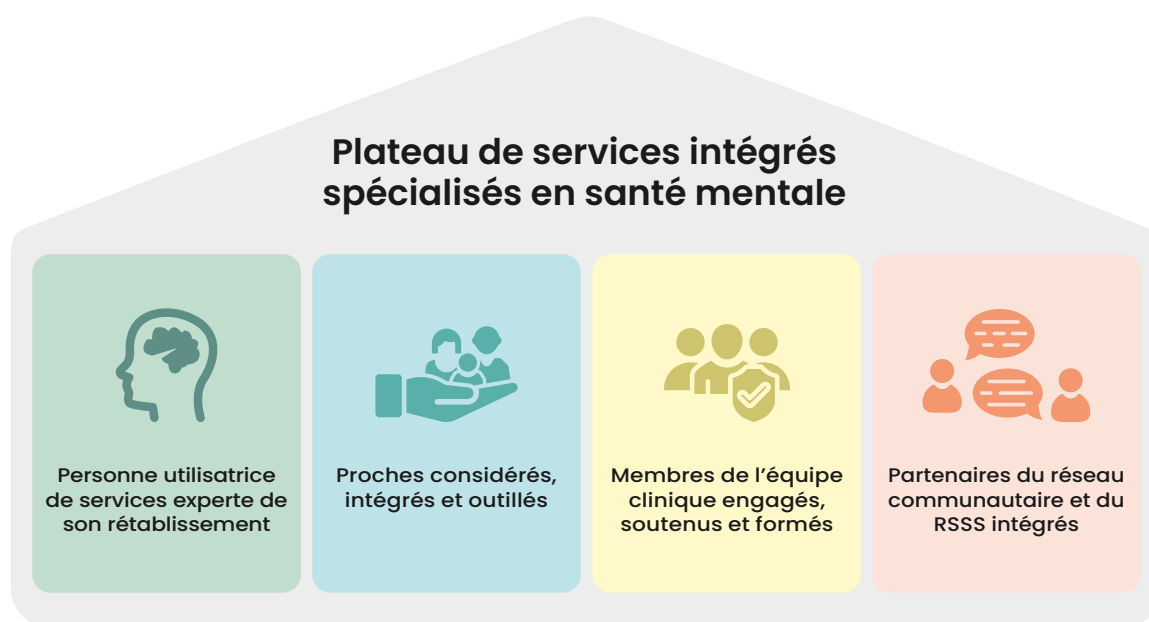 Plateau de services intégrés
spécialisés en santé mentale
Personne utilisatrice
de services experte de
son rétablissement
Proches considérés,
intégrés et outillés
Membres de l’équipe
clinique engagés,
soutenus et formés
Partenaires du réseau
communautaire et du
RSSS intégrés